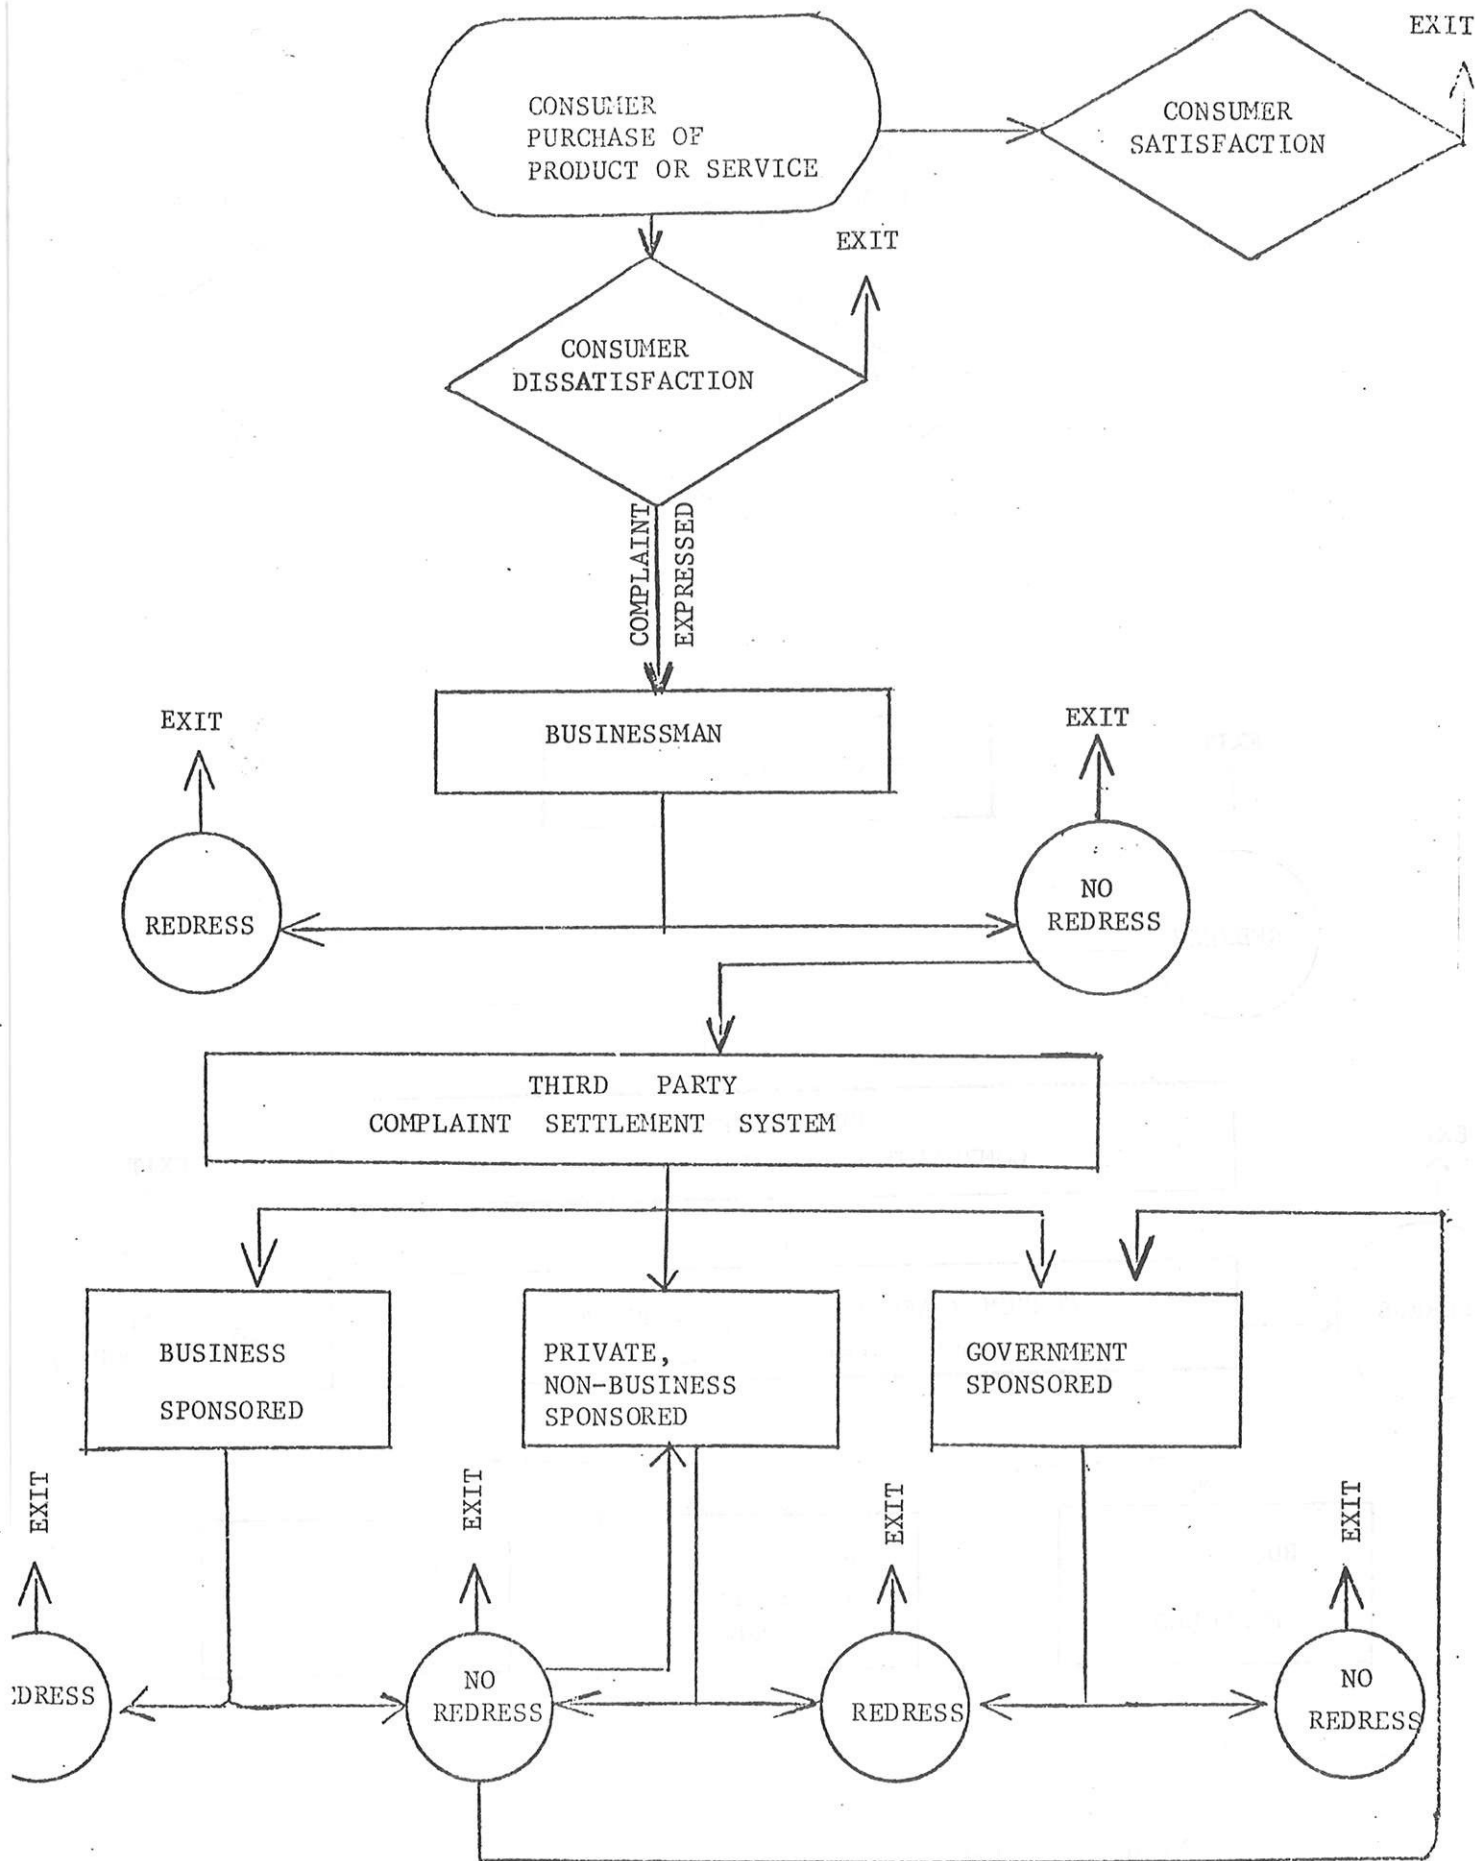 EXIT
CONSUMER
PURCHASE OF
PRODUCT OR SERVICE
CONSUMER
SATISFACTION
EXIT
CONSUMER
DISSATISFACTION
COMPLAINT
EXPRESSED
BUSINESSMAN
EXIT
EXIT
REDRESS
NO
REDRESS
THIRD PARTY
COMPLAINT SETTLEMENT SYSTEM
BUSINESS
SPONSORED
PRIVATE,
NON-BUSINESS
SPONSORED
GOVERNMENT
SPONSORED
EXIT
EXIT
EXIT
EXIT
EDRESS
NO
REDRESS
REDRESS
NO
REDRESS